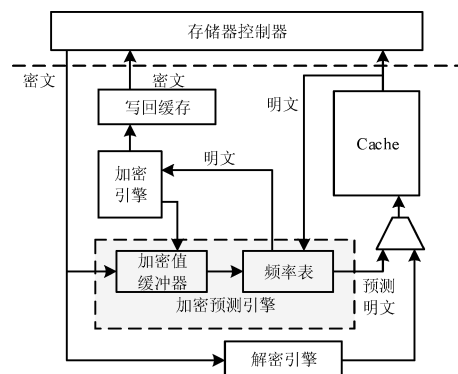 存储器控制器
密文
密文
明文
写回缓存
Cache
加密
引擎
明文
加密值
缓冲器
频率表
预测
明文
加密预测引擎
解密引擎